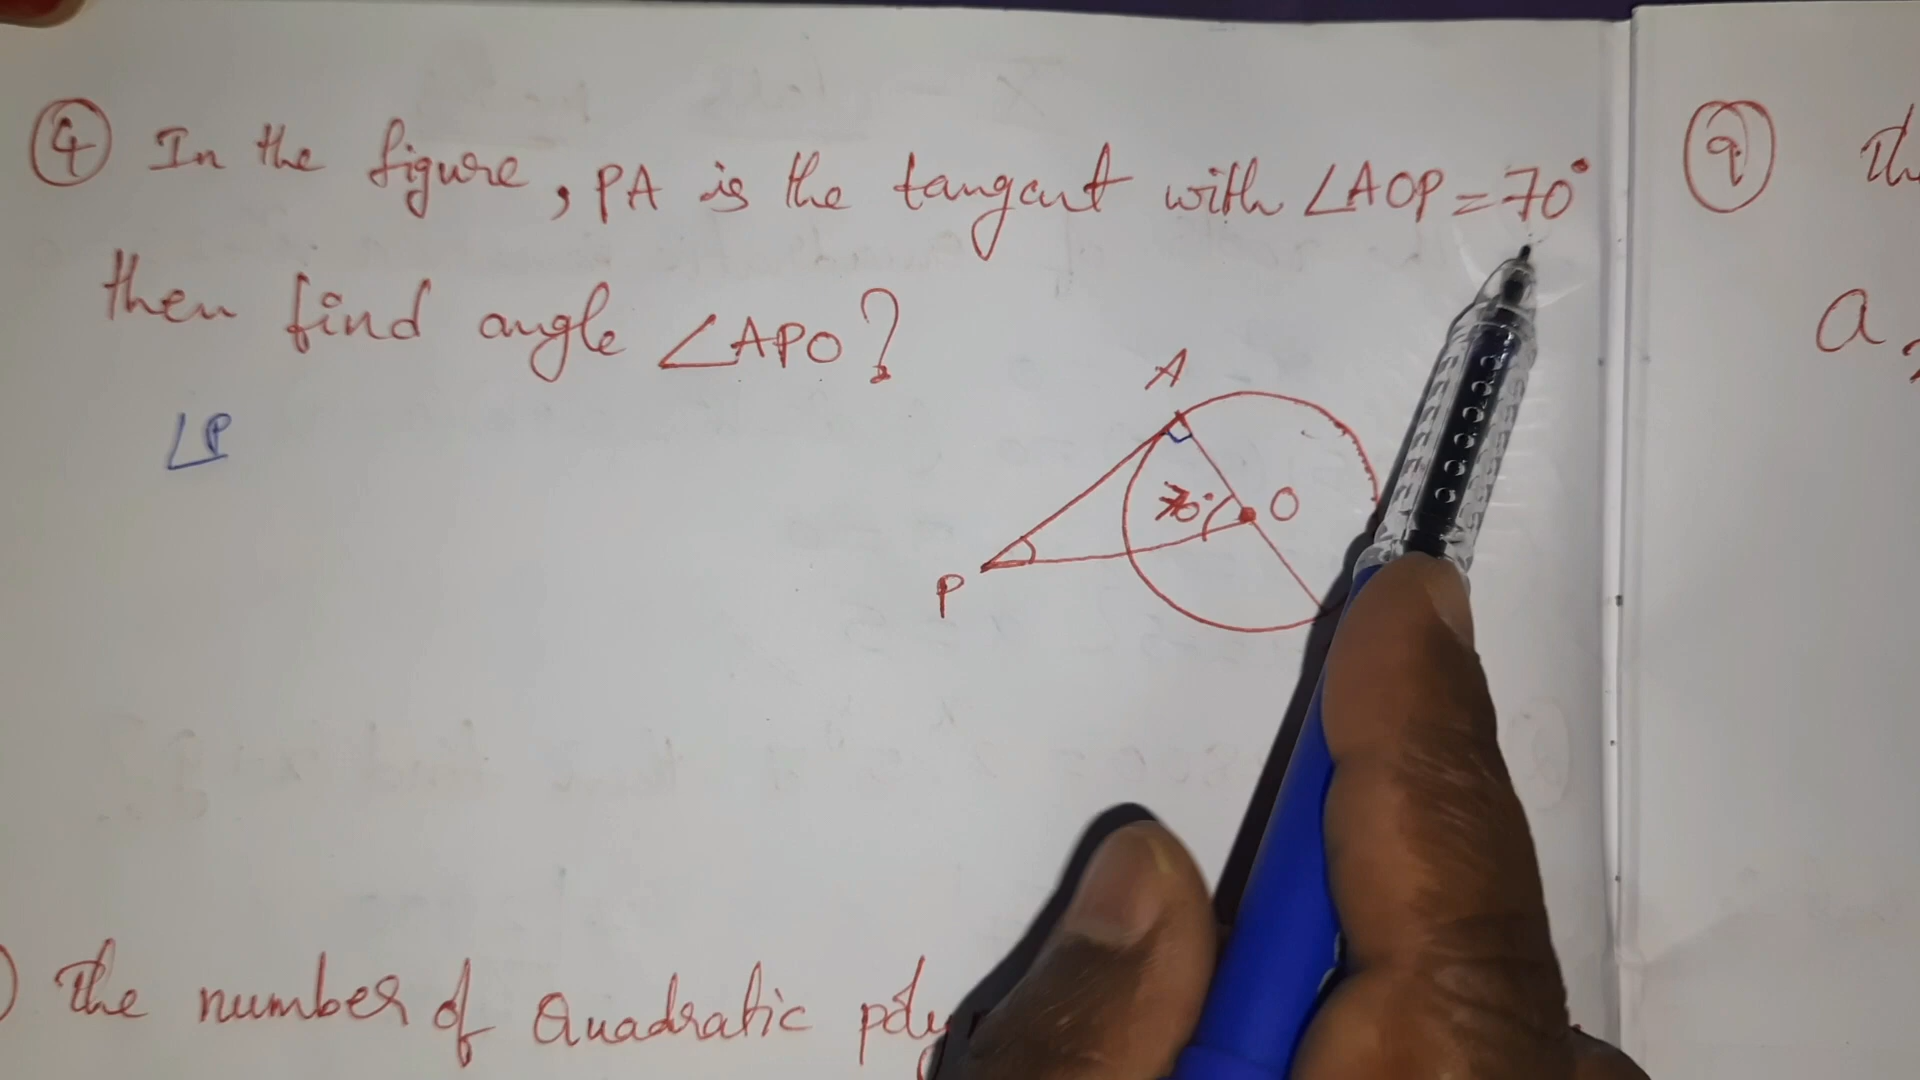 ④ In the figure, PA is the tangent with ∠AOP = 70°
then find angle ∠APO?
∠P
A
70°
O
P
The number of Quadratic
⑨
a